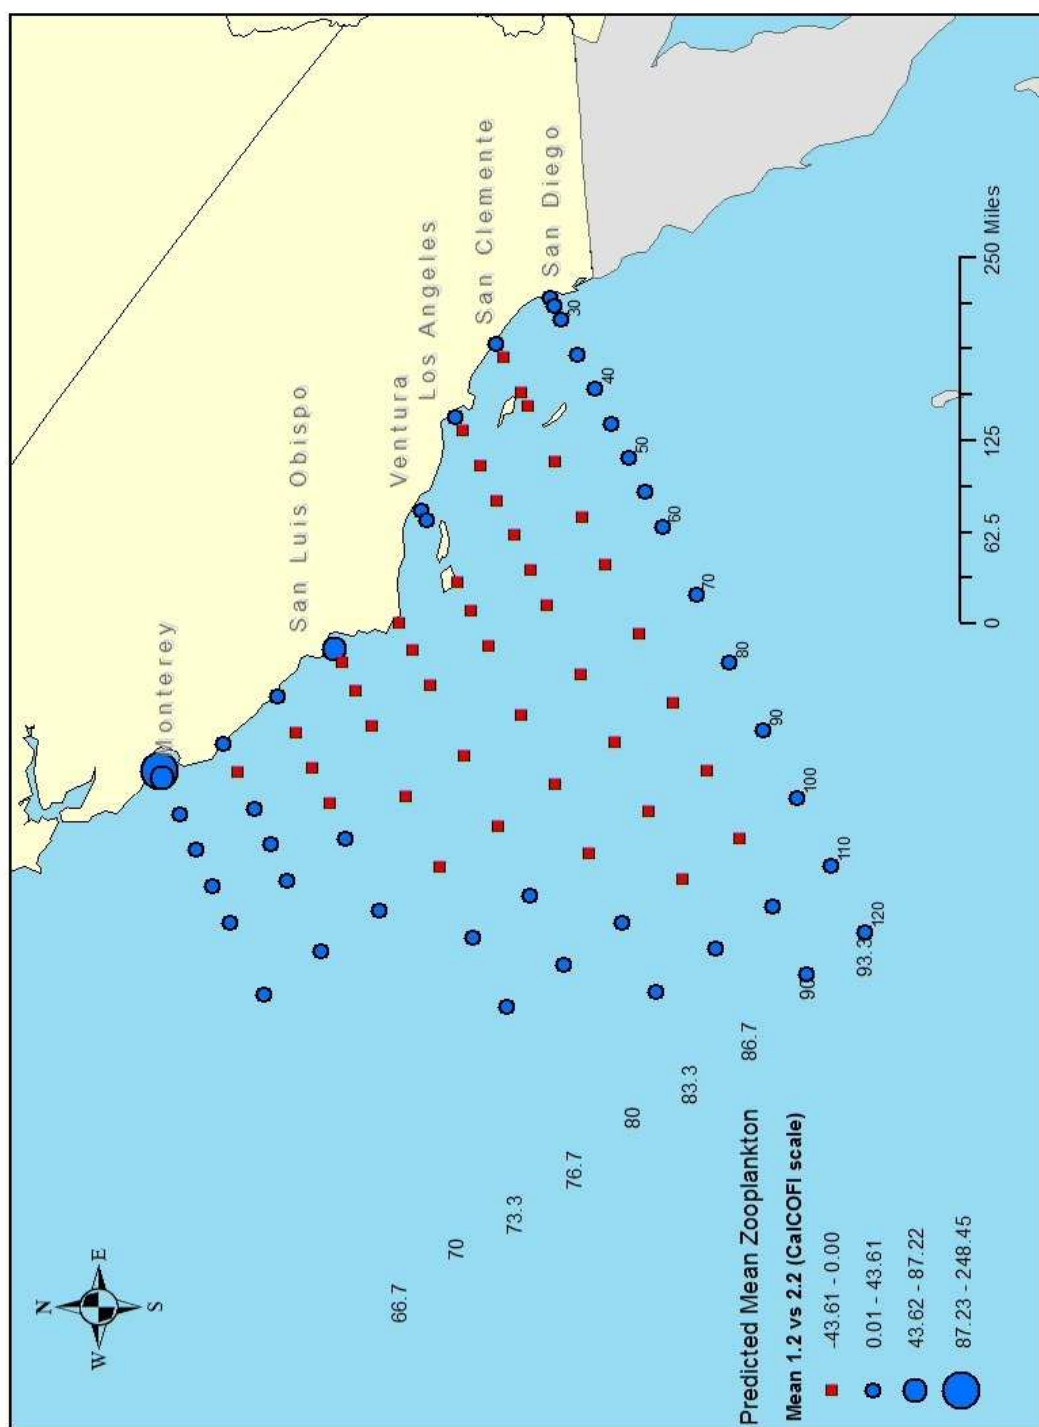 N
W
E
S
Monterey
San Luis Obispo
Ventura
Los Angeles
San Clemente
San Diego
30
40
50
60
70
80
90
100
110
120
93.3
90
86.7
83.3
80
76.7
73.3
70
66.7
Predicted Mean Zooplankton
Mean 1.2 vs 2.2 (CalCOFI scale)
-43.61 - 0.00
0.01 - 43.61
43.62 - 87.22
87.23 - 248.45
0 62.5 125 250 Miles